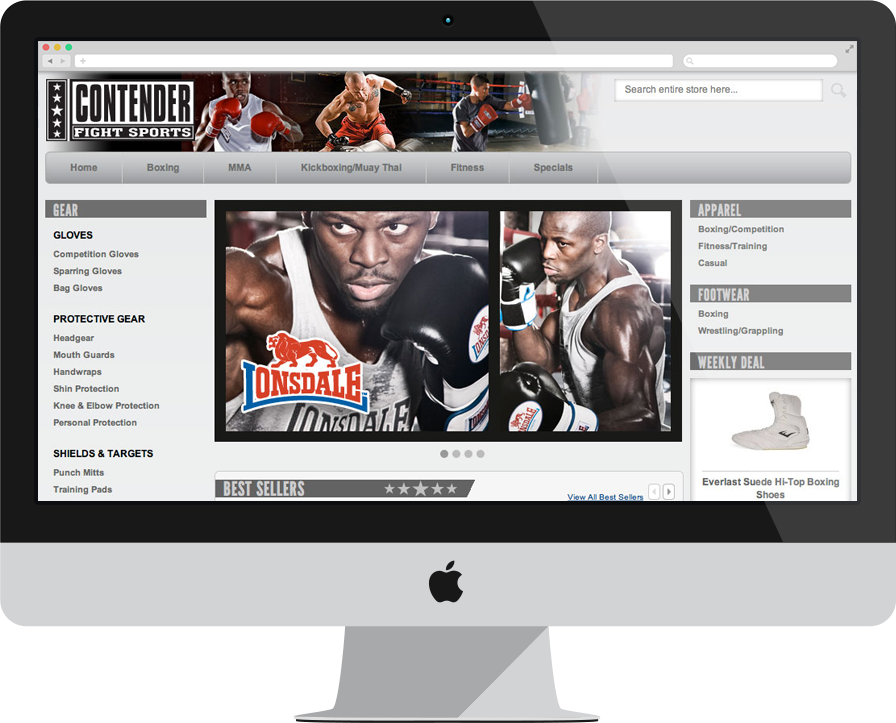 CONTENDER
FIGHT SPORTS
Search entire store here...
Home
Boxing
MMA
Kickboxing/Muay Thai
Fitness
Specials
GEAR
GLOVES
Competition Gloves
Sparring Gloves
Bag Gloves
PROTECTIVE GEAR
Headgear
Mouth Guards
Handwraps
Shin Protection
Knee & Elbow Protection
Personal Protection
SHIELDS & TARGETS
Punch Mitts
Training Pads
LONSDALE
LONSDALE
LONSDALE
LONSDALE
BEST SELLERS
View All Best Sellers
APPAREL
Boxing/Competition
Fitness/Training
Casual
FOOTWEAR
Boxing
Wrestling/Grappling
WEEKLY DEAL
Everlast Suede Hi-Top Boxing
Shoes